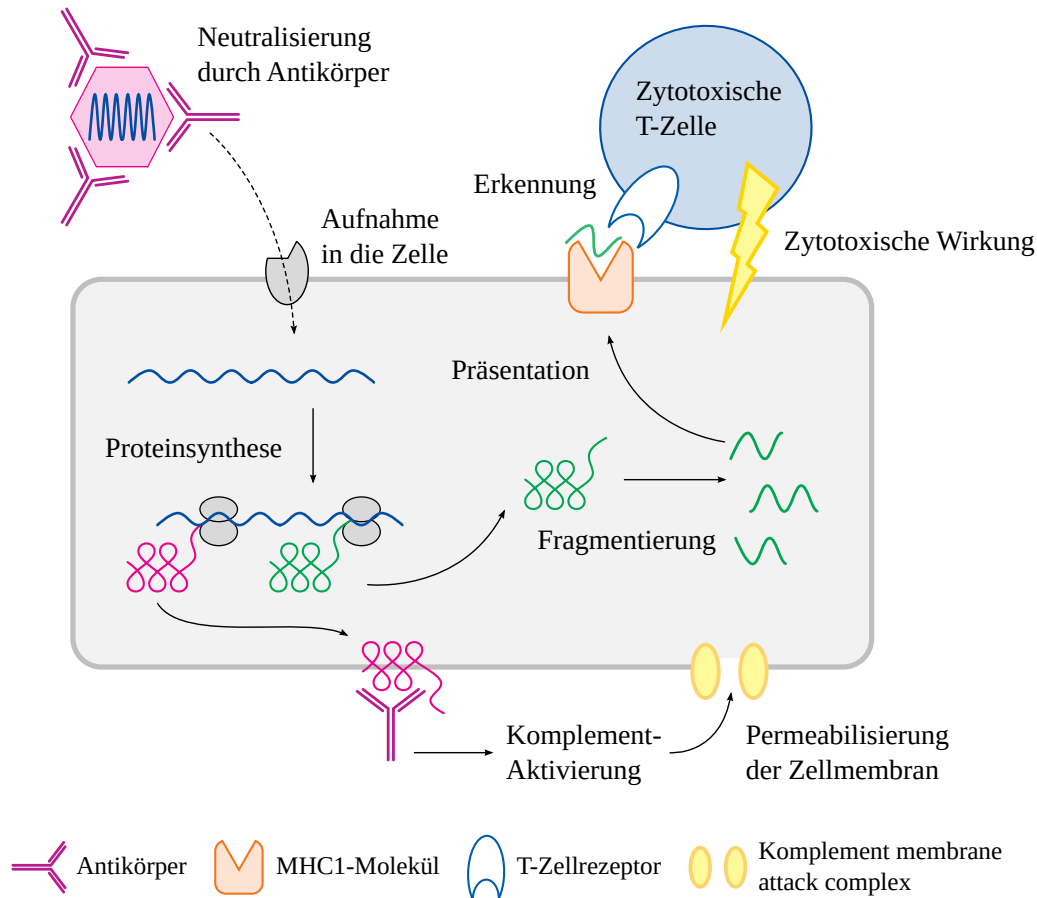 Neutralisierung
durch Antikörper
Zytotoxische
T-Zelle
Erkennung
Aufnahme
in die Zelle
Zytotoxische Wirkung
Präsentation
Proteinsynthese
Fragmentierung
Komplement-
Aktivierung
Permeabilisierung
der Zellmembran
Antikörper
MHC1-Molekül
T-Zellrezeptor
Komplement membrane
attack complex